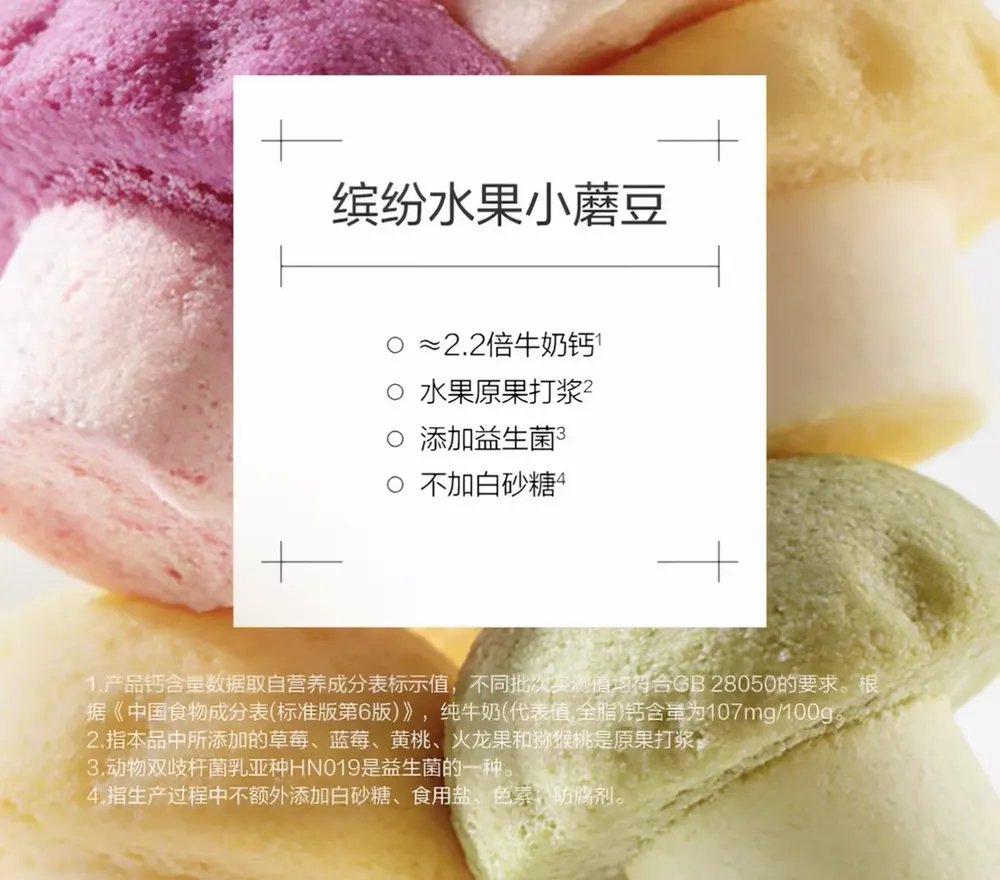 缤纷水果小蘑豆
≈2.2倍牛奶钙¹
水果原果打浆²
添加益生菌³
不加白砂糖⁴
1.产品钙含量数据取自营养成分表标示值，不同批次实测值均符合GB 28050的要求。根
据《中国食物成分表(标准版第6版)》，纯牛奶(代表值,全脂)钙含量为107mg/100g。
2.指本品中所添加的草莓、蓝莓、黄桃、火龙果和猕猴桃是原果打浆。
3.动物双歧杆菌乳亚种HN019是益生菌的一种。
4.指生产过程中不额外添加白砂糖、食用盐、色素、防腐剂。